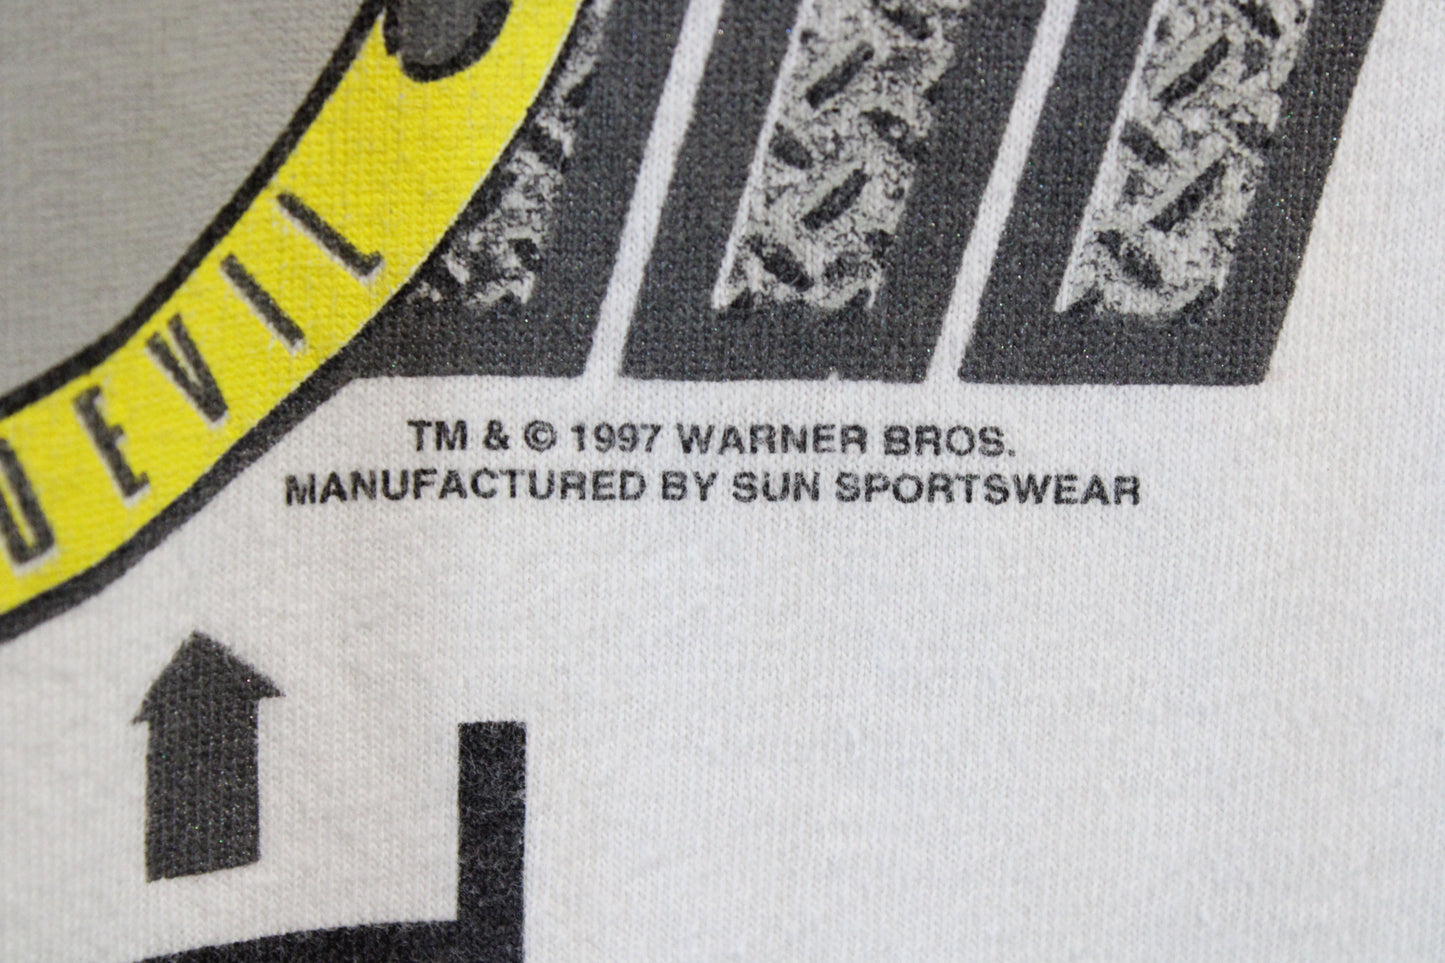 DEVIL
TM & © 1997 WARNER BROS.
MANUFACTURED BY SUN SPORTSWEAR